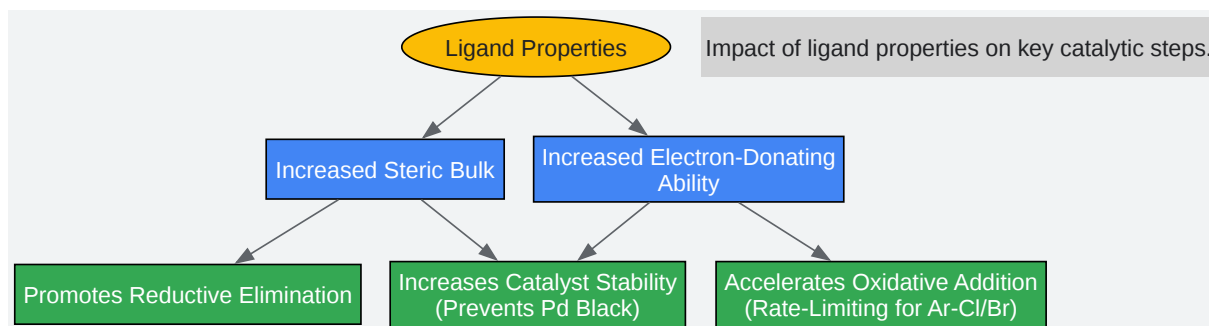 Ligand Properties
Impact of ligand properties on key catalytic steps.
Increased Steric Bulk
Increased Electron-Donating
Ability
Promotes Reductive Elimination
Increases Catalyst Stability
(Prevents Pd Black)
Accelerates Oxidative Addition
(Rate-Limiting for Ar-Cl/Br)